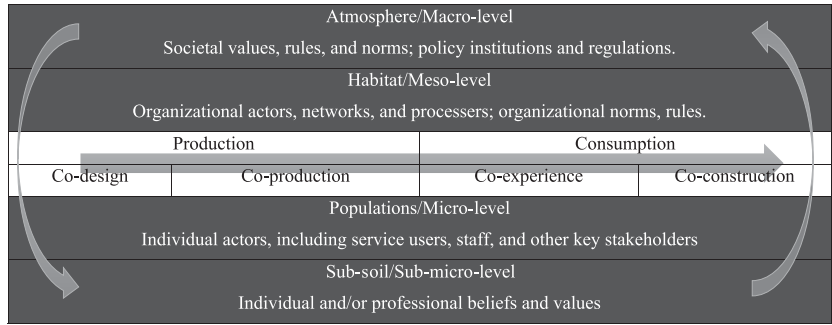 Atmosphere/Macro-level
Societal values, rules, and norms; policy institutions and regulations.
Habitat/Meso-level
Organizational actors, networks, and processers; organizational norms, rules.
Production Consumption
Co-design Co-production Co-experience Co-construction
Populations/Micro-level
Individual actors, including service users, staff, and other key stakeholders
Sub-soil/Sub-micro-level
Individual and/or professional beliefs and values